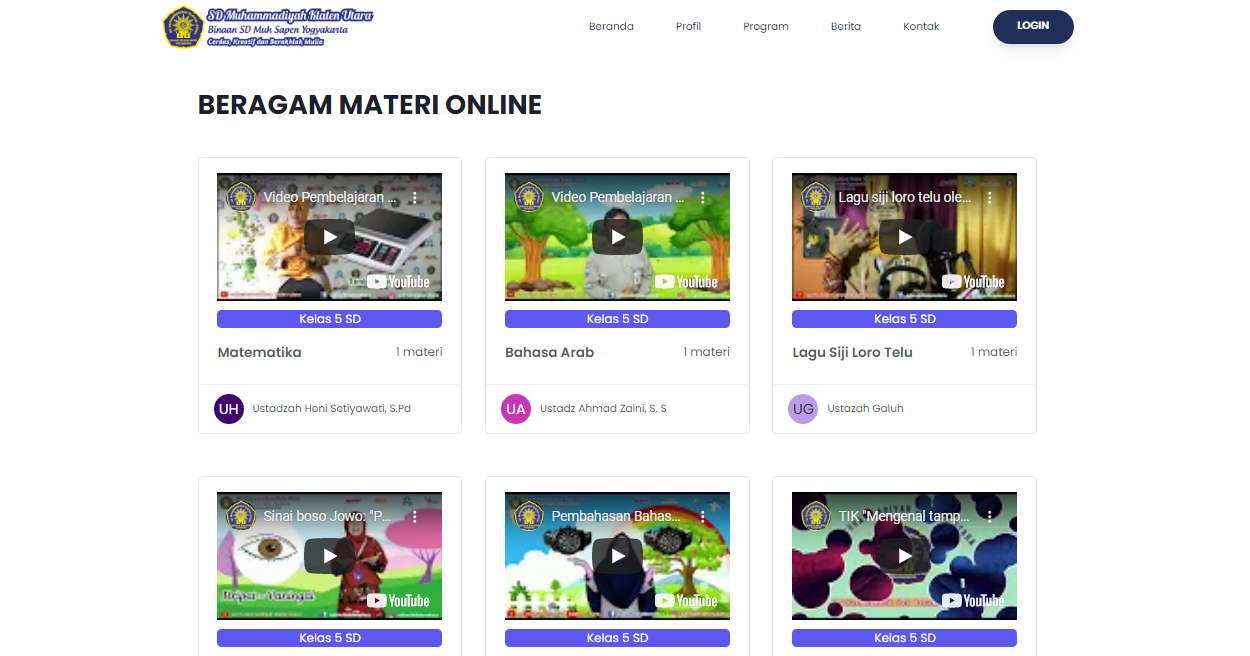 SD Muhammadiyah Klaten Utara
Binaan SD Muh Sapen Yogyakarta
Cerdas, Kreatif dan Berakhlak Mulia
Beranda
Profil
Program
Berita
Kontak
LOGIN
BERAGAM MATERI ONLINE
Video Pembelajaran ...
YouTube
Kelas 5 SD
Matematika
1 materi
UH
Ustadzah Heni Setiyawati, S.Pd
Video Pembelajaran ...
YouTube
Kelas 5 SD
Bahasa Arab
1 materi
UA
Ustadz Ahmad Zaini, S. S
Lagu siji loro telu ole...
YouTube
Kelas 5 SD
Lagu Siji Loro Telu
1 materi
UG
Ustazah Galuh
Sinai boso Jowo: "P...
YouTube
Kelas 5 SD
Pembahasan Bahas...
YouTube
Kelas 5 SD
TIK "Mengenal tamp...
YouTube
Kelas 5 SD